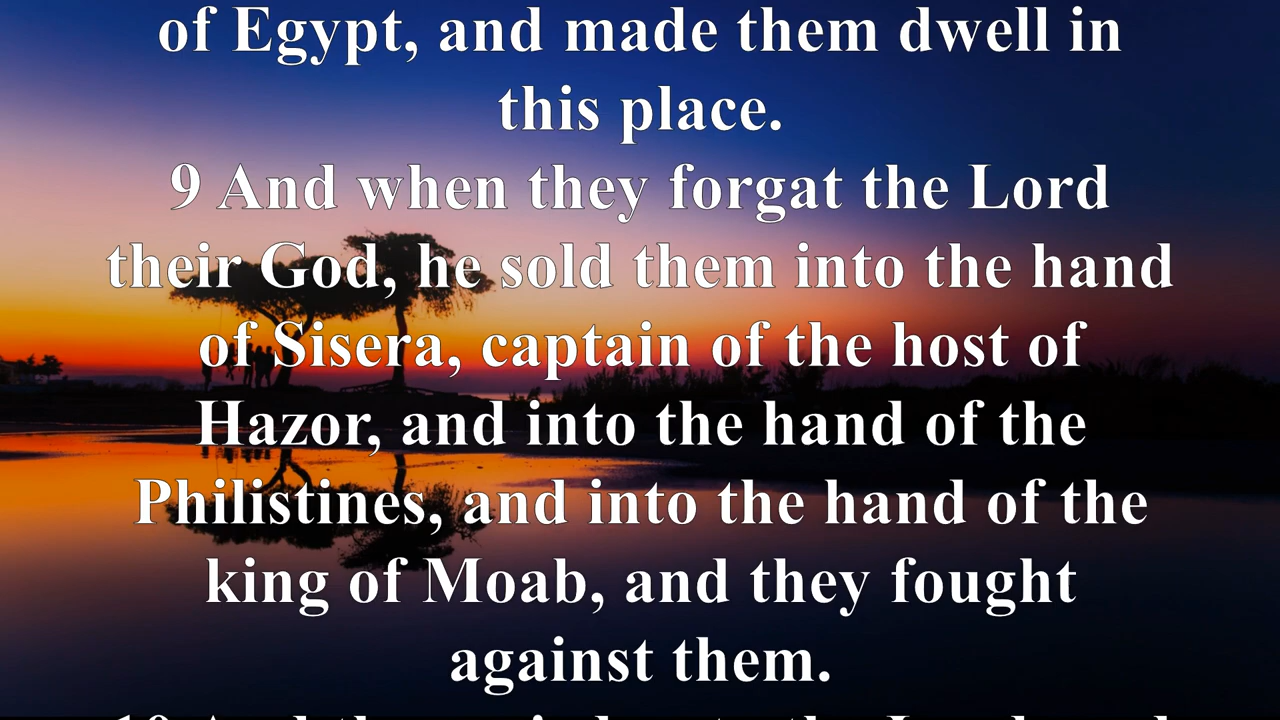 of Egypt, and made them dwell in
this place.
9 And when they forgat the Lord
their God, he sold them into the hand
of Sisera, captain of the host of
Hazor, and into the hand of the
Philistines, and into the hand of the
king of Moab, and they fought
against them.